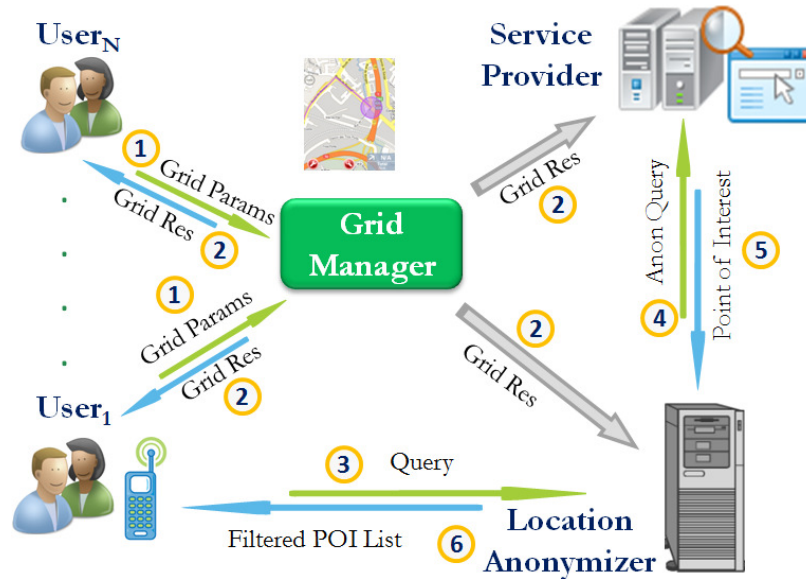 User_N
Service
Provider
1
Grid Params
Grid Res
2
Grid
Manager
Grid Res
2
Anon Query
4
Point of Interest
5
1
Grid Params
Grid Res
2
2
Grid Res
User_1
3
Query
Filtered POI List
6
Location
Anonymizer